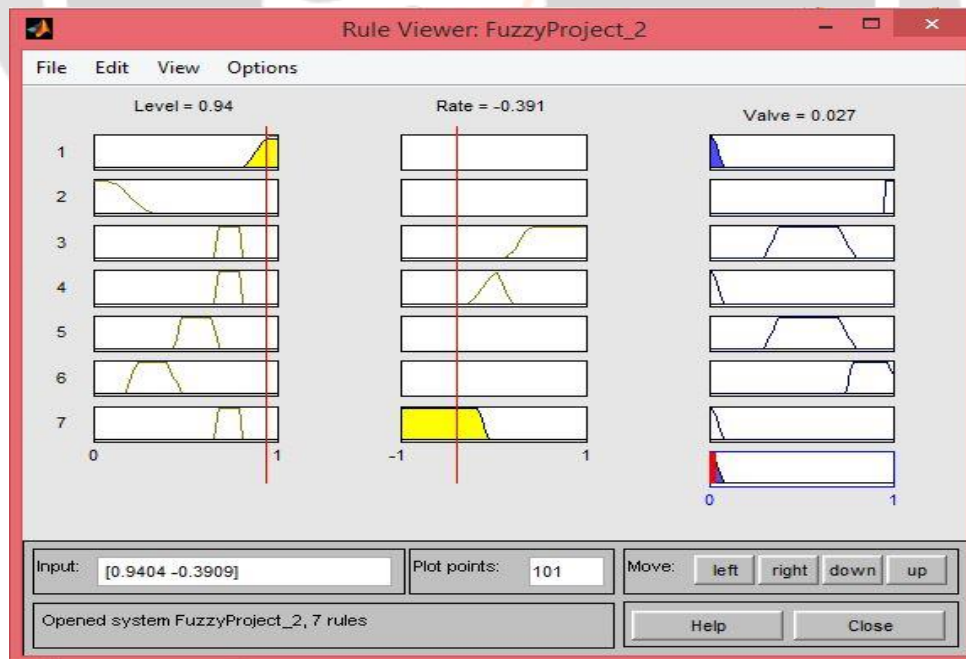 Rule Viewer: FuzzyProject_2
File Edit View Options
Level = 0.94
Rate = -0.391
Valve = 0.027
1
2
3
4
5
6
7
0 1
-1 1
0 1
Input: [0.9404 -0.3909]
Plot points: 101
Move: left right down up
Opened system FuzzyProject_2, 7 rules
Help Close